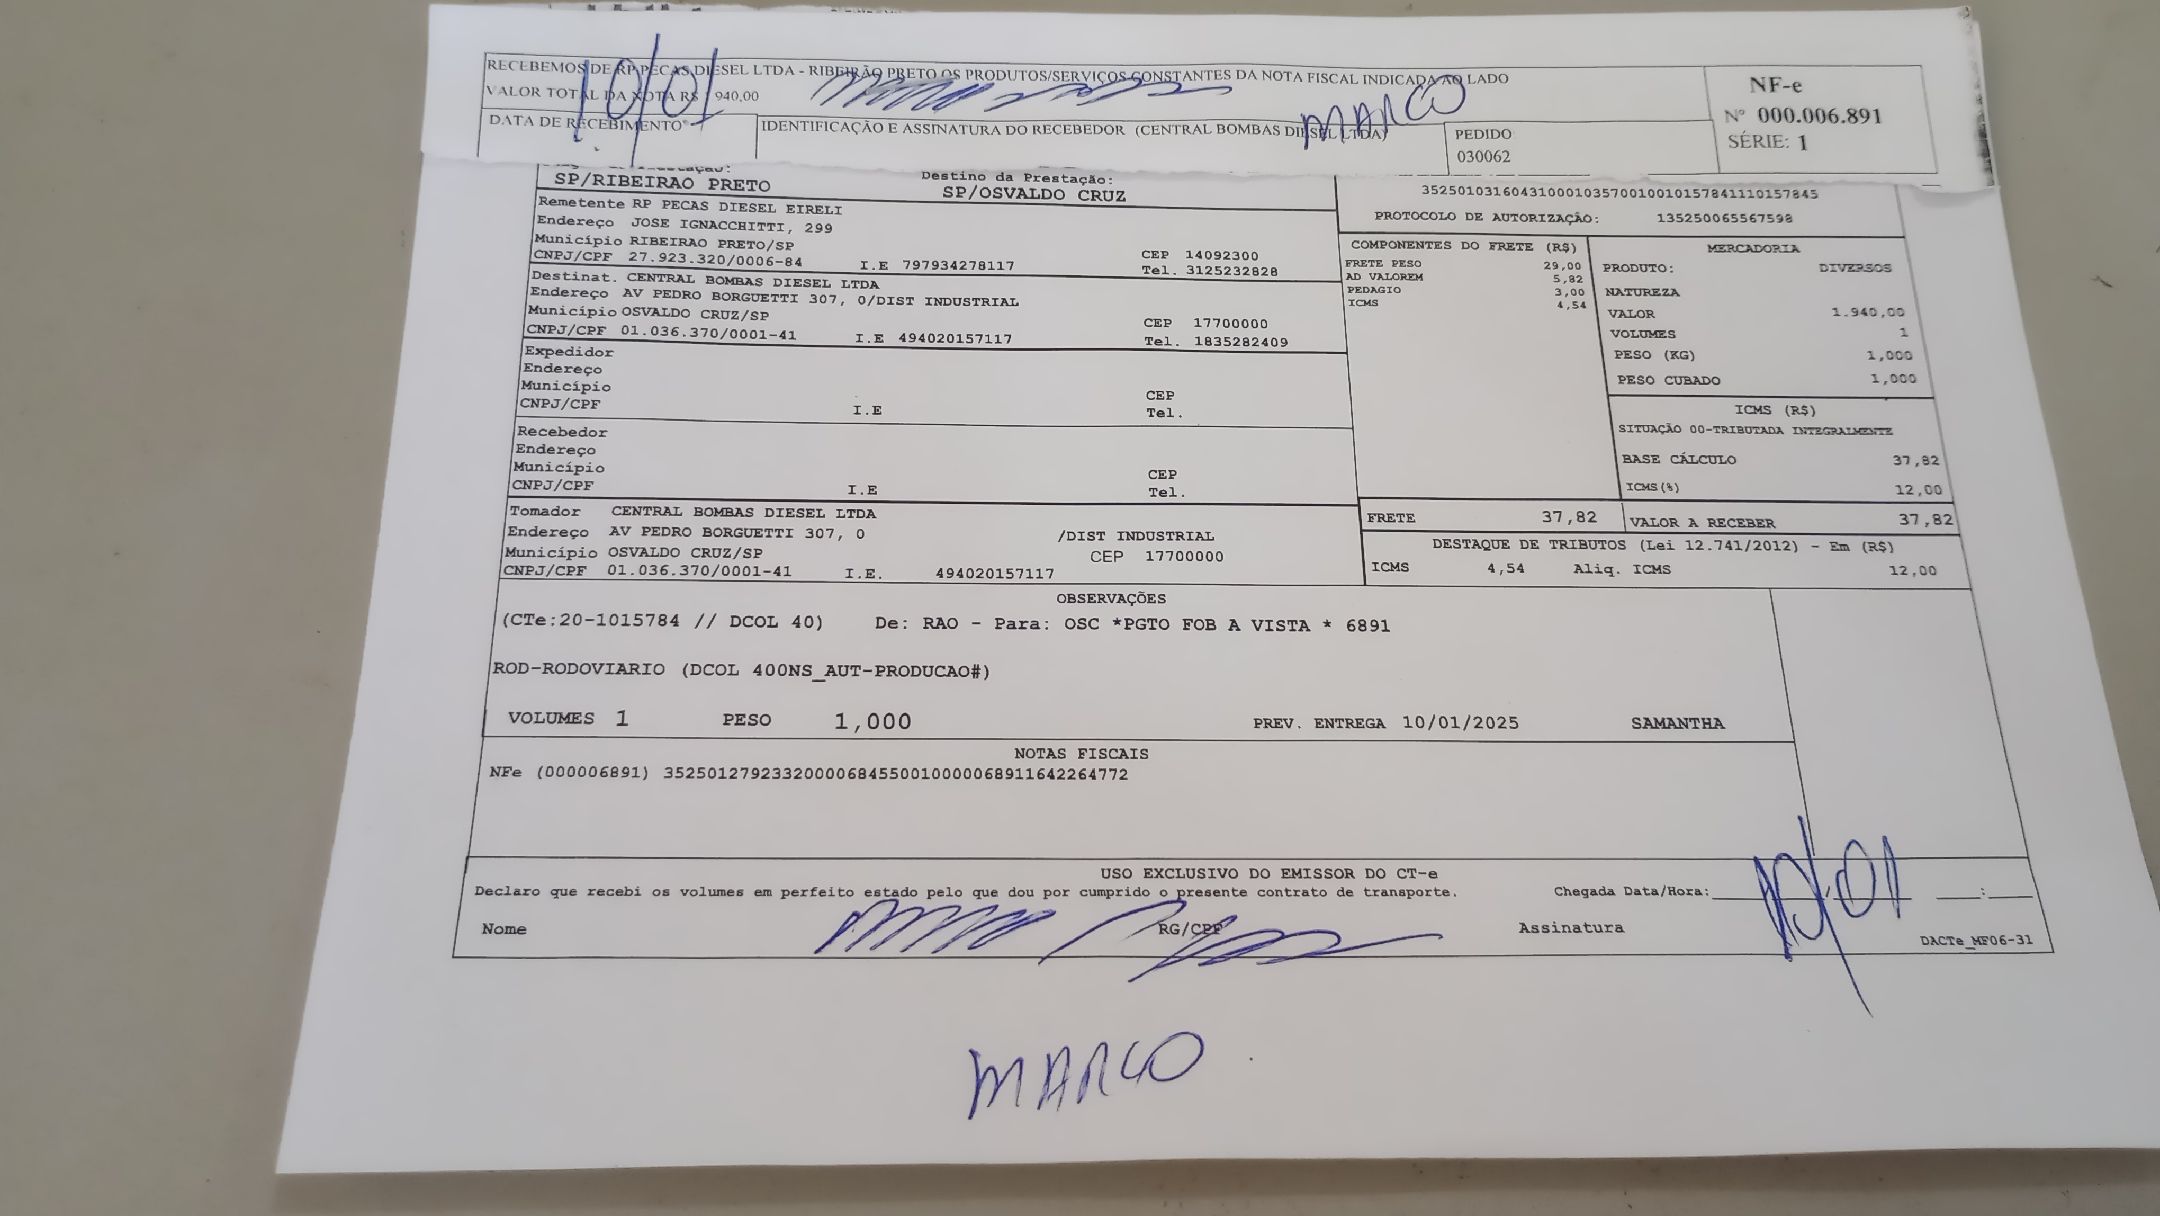 RECEBEMOS DE RP PECAS DIESEL LTDA - RIBEIRÃO PRETO OS PRODUTOS/SERVIÇOS CONSTANTES DA NOTA FISCAL INDICADA AO LADO
VALOR TOTAL DA NOTA R$ 940,00
10/01
MARCO
DATA DE RECEBIMENTO
IDENTIFICAÇÃO E ASSINATURA DO RECEBEDOR (CENTRAL BOMBAS DIESEL LTDA)
PEDIDO
030062
NF-e
Nº 000.006.891
SÉRIE: 1
SP/RIBEIRAO PRETO
Destino da Prestação:
SP/OSVALDO CRUZ
35250103160431000103570010010157841110157845
PROTOCOLO DE AUTORIZAÇÃO: 135250065567598
Remetente RP PECAS DIESEL EIRELI
Endereço JOSE IGNACCHITTI, 299
Município RIBEIRAO PRETO/SP CEP 14092300
CNPJ/CPF 27.923.320/0006-84 I.E 797934278117 Tel. 3125232828
Destinat. CENTRAL BOMBAS DIESEL LTDA
Endereço AV PEDRO BORGUETTI 307, 0/DIST INDUSTRIAL
Município OSVALDO CRUZ/SP CEP 17700000
CNPJ/CPF 01.036.370/0001-41 I.E 494020157117 Tel. 1835282409
Expedidor
Endereço
Município CEP
CNPJ/CPF I.E Tel.
Recebedor
Endereço
Município CEP
CNPJ/CPF I.E Tel.
Tomador CENTRAL BOMBAS DIESEL LTDA
Endereço AV PEDRO BORGUETTI 307, 0 /DIST INDUSTRIAL
Município OSVALDO CRUZ/SP CEP 17700000
CNPJ/CPF 01.036.370/0001-41 I.E. 494020157117
COMPONENTES DO FRETE (R$)
FRETE PESO 29,00
AD VALOREM 5,82
PEDAGIO 3,00
ICMS 4,54
MERCADORIA
PRODUTO: DIVERSOS
NATUREZA
VALOR 1.940,00
VOLUMES 1
PESO (KG) 1,000
PESO CUBADO 1,000
ICMS (R$)
SITUAÇÃO 00-TRIBUTADA INTEGRALMENTE
BASE CÁLCULO 37,82
ICMS(%) 12,00
FRETE 37,82 VALOR A RECEBER 37,82
DESTAQUE DE TRIBUTOS (Lei 12.741/2012) - Em (R$)
ICMS 4,54 Aliq. ICMS 12,00
OBSERVAÇÕES
(CTe:20-1015784 // DCOL 40) De: RAO - Para: OSC *PGTO FOB A VISTA * 6891
ROD-RODOVIARIO (DCOL 400NS_AUT-PRODUCAO#)
VOLUMES 1 PESO 1,000 PREV. ENTREGA 10/01/2025 SAMANTHA
NOTAS FISCAIS
NFe (000006891) 35250127923320000684550010000068911642264772
USO EXCLUSIVO DO EMISSOR DO CT-e
Declaro que recebi os volumes em perfeito estado pelo que dou por cumprido o presente contrato de transporte. Chegada Data/Hora: 10/01 :
Nome RG/CPF Assinatura
DACTe_MF06-31
MARCO